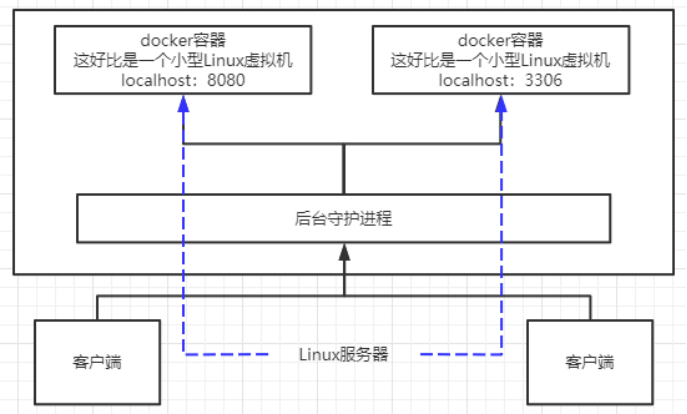 docker容器
这好比是一个小型Linux虚拟机
localhost：8080
docker容器
这好比是一个小型Linux虚拟机
localhost：3306
后台守护进程
客户端
Linux服务器
客户端